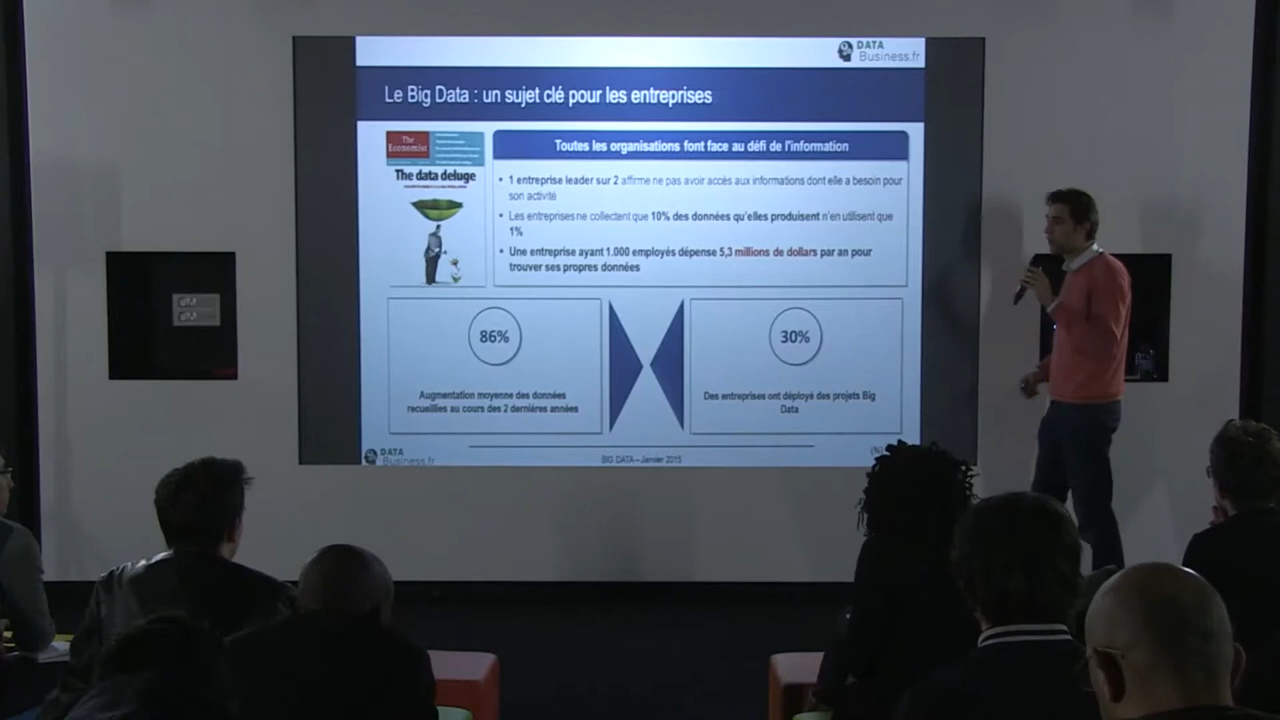 DATA
Business.fr
Le Big Data : un sujet clé pour les entreprises
The
Economist
The data deluge
Toutes les organisations font face au défi de l'information
• 1 entreprise leader sur 2 affirme ne pas avoir accès aux informations dont elle a besoin pour
son activité
• Les entreprises ne collectent que 10% des données qu'elles produisent n'en utilisent que
1%
• Une entreprise ayant 1.000 employés dépense 5,3 millions de dollars par an pour
trouver ses propres données
86%
Augmentation moyenne des données
recueillies au cours des 2 dernières années
30%
Des entreprises ont déployé des projets Big
Data
DATA
Business.fr
BIG DATA – Janvier 2015